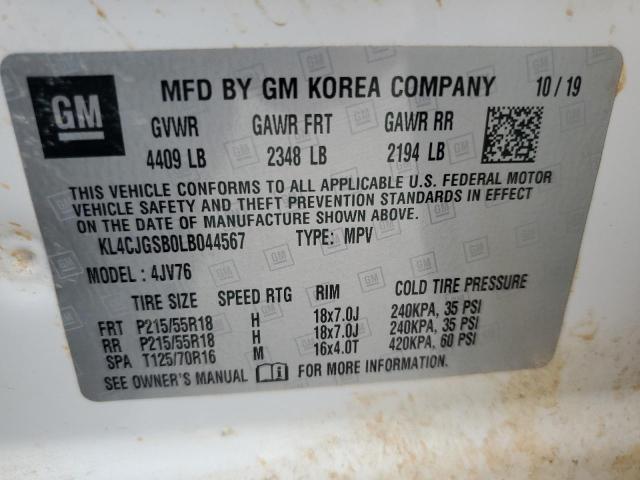 GM
MFD BY GM KOREA COMPANY 10/19
GVWR GAWR FRT GAWR RR
4409 LB 2348 LB 2194 LB
THIS VEHICLE CONFORMS TO ALL APPLICABLE U.S. FEDERAL MOTOR
VEHICLE SAFETY AND THEFT PREVENTION STANDARDS IN EFFECT
ON THE DATE OF MANUFACTURE SHOWN ABOVE.
KL4CJGSB0LB044567 TYPE: MPV
MODEL: 4JV76
TIRE SIZE SPEED RTG RIM COLD TIRE PRESSURE
FRT P215/55R18 H 18x7.0J 240KPA, 35 PSI
RR P215/55R18 H 18x7.0J 240KPA, 35 PSI
SPA T125/70R16 M 16x4.0T 420KPA, 60 PSI
SEE OWNER'S MANUAL FOR MORE INFORMATION.